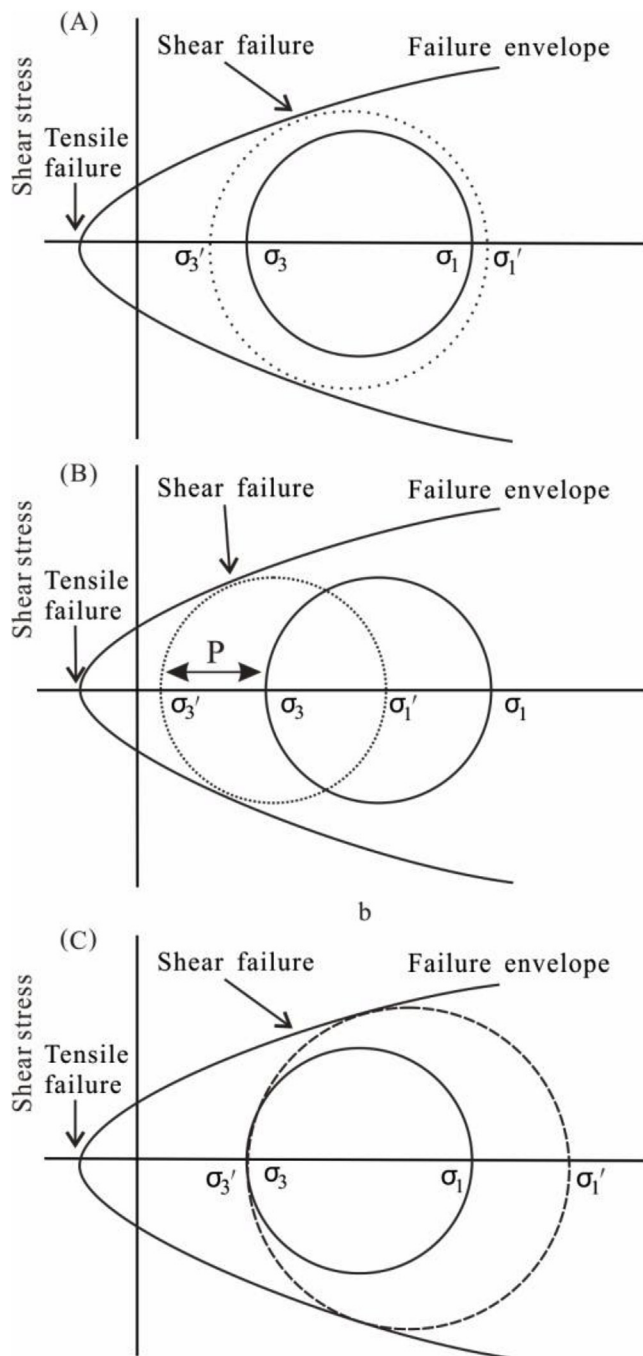 (A)
Shear failure
Failure envelope
Shear stress
Tensile
failure
σ₃′
σ₃
σ₁
σ₁′
(B)
Shear failure
Failure envelope
Shear stress
Tensile
failure
P
σ₃′
σ₃
σ₁′
σ₁
b
(C)
Shear failure
Failure envelope
Shear stress
Tensile
failure
σ₃′
σ₃
σ₁
σ₁′